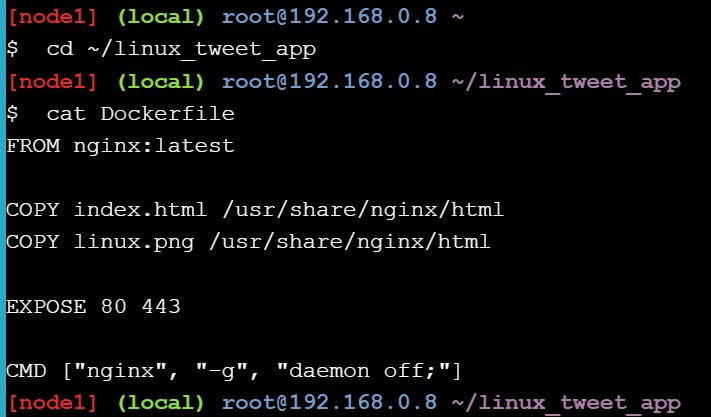 [node1] (local) root@192.168.0.8 ~
$  cd ~/linux_tweet_app
[node1] (local) root@192.168.0.8 ~/linux_tweet_app
$  cat Dockerfile
FROM nginx:latest
COPY index.html /usr/share/nginx/html
COPY linux.png /usr/share/nginx/html
EXPOSE 80 443
CMD ["nginx", "-g", "daemon off;"]
[node1] (local) root@192.168.0.8 ~/linux_tweet_app